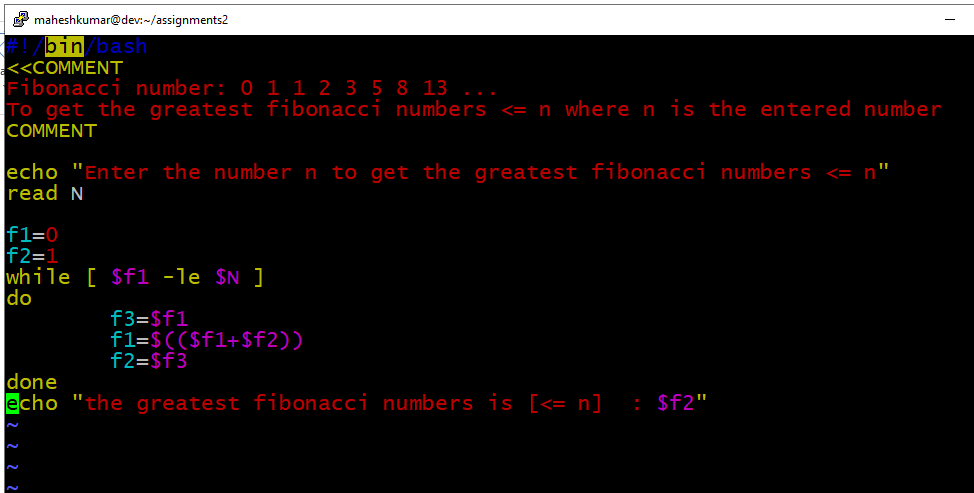 maheshkumar@dev:~/assignments2
#!/bin/bash
<<COMMENT
Fibonacci number: 0 1 1 2 3 5 8 13 ...
To get the greatest fibonacci numbers <= n where n is the entered number
COMMENT
echo "Enter the number n to get the greatest fibonacci numbers <= n"
read N
f1=0
f2=1
while [ $f1 -le $N ]
do
        f3=$f1
        f1=$(($f1+$f2))
        f2=$f3
done
echo "the greatest fibonacci numbers is [<= n]  : $f2"
~
~
~
~